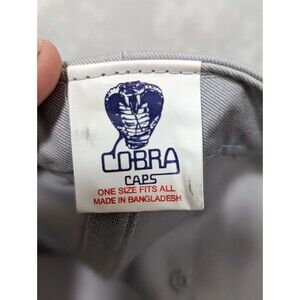 COBRA
CAPS
ONE SIZE FITS ALL
MADE IN BANGLADESH